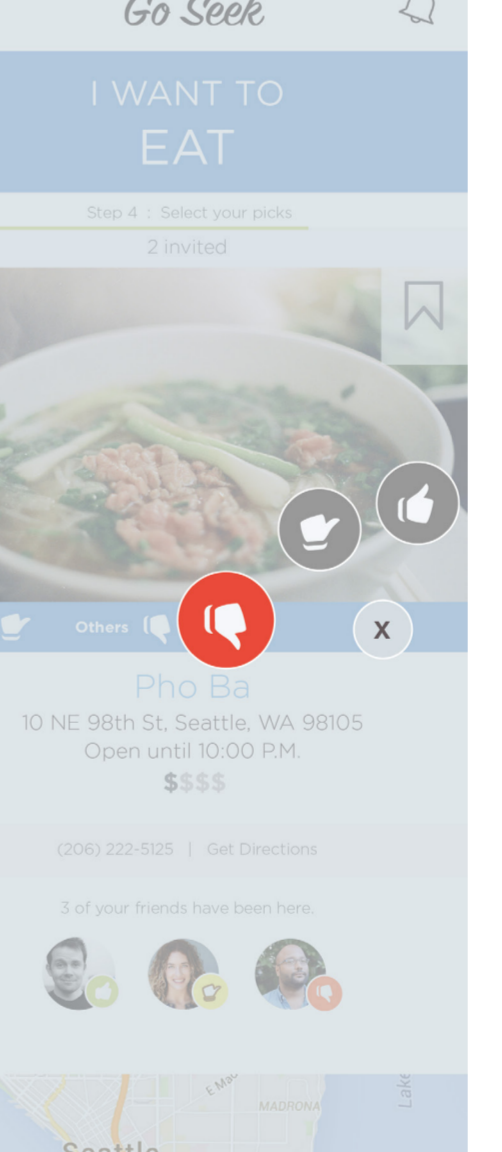 Go Seek
I WANT TO
EAT
Step 4 : Select your picks
2 invited
Others
X
Pho Ba
10 NE 98th St, Seattle, WA 98105
Open until 10:00 P.M.
$$$$
(206) 222-5125 | Get Directions
3 of your friends have been here.
E Mad
MADRONA
Lake
Seattle